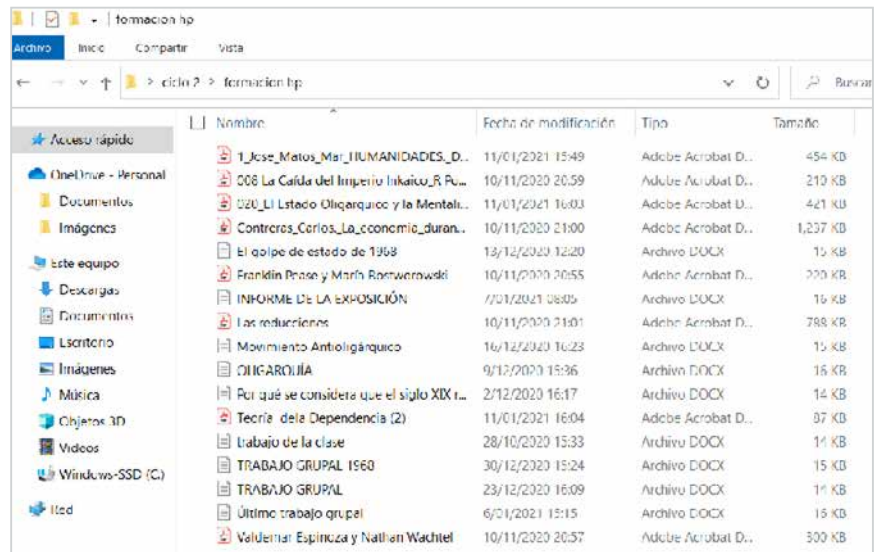 formacion hp
Archivo Inicio Compartir Vista
ciclo 2 > formacion hp Buscar
Nombre Fecha de modificación Tipo Tamaño
Acceso rápido
1_Jose_Matos_Mar_HUMANIDADES._D... 11/01/2021 15:49 Adobe Acrobat D... 454 KB
OneDrive - Personal
008 La Caída del Imperio Inkaico_R Po... 10/11/2020 20:59 Adobe Acrobat D... 210 KB
Documentos
020_El Estado Oligarquico y la Mentali... 11/01/2021 16:03 Adobe Acrobat D... 421 KB
Imágenes
Contreras_Carlos._La_economia_duran... 10/11/2020 21:00 Adobe Acrobat D... 1,237 KB
El golpe de estado de 1968 13/12/2020 12:20 Archivo DOCX 15 KB
Este equipo
Franklin Pease y María Rostworowski 10/11/2020 20:55 Adobe Acrobat D... 220 KB
Descargas
INFORME DE LA EXPOSICIÓN 7/01/2021 08:05 Archivo DOCX 16 KB
Documentos
Las reducciones 10/11/2020 21:01 Adobe Acrobat D... 788 KB
Escritorio
Movimiento Antioligárquico 16/12/2020 16:23 Archivo DOCX 15 KB
Imágenes
OLIGARQUÍA 9/12/2020 15:36 Archivo DOCX 16 KB
Música
Por qué se considera que el siglo XIX r... 2/12/2020 16:17 Archivo DOCX 14 KB
Objetos 3D
Teoría dela Dependencia (2) 11/01/2021 16:04 Adobe Acrobat D... 87 KB
Videos
trabajo de la clase 28/10/2020 15:33 Archivo DOCX 14 KB
Windows-SSD (C:)
TRABAJO GRUPAL 1968 30/12/2020 15:24 Archivo DOCX 15 KB
TRABAJO GRUPAL 23/12/2020 16:09 Archivo DOCX 14 KB
Red
Último trabajo grupal 6/01/2021 15:15 Archivo DOCX 16 KB
Valdemar Espinoza y Nathan Wachtel 10/11/2020 20:57 Adobe Acrobat D... 300 KB